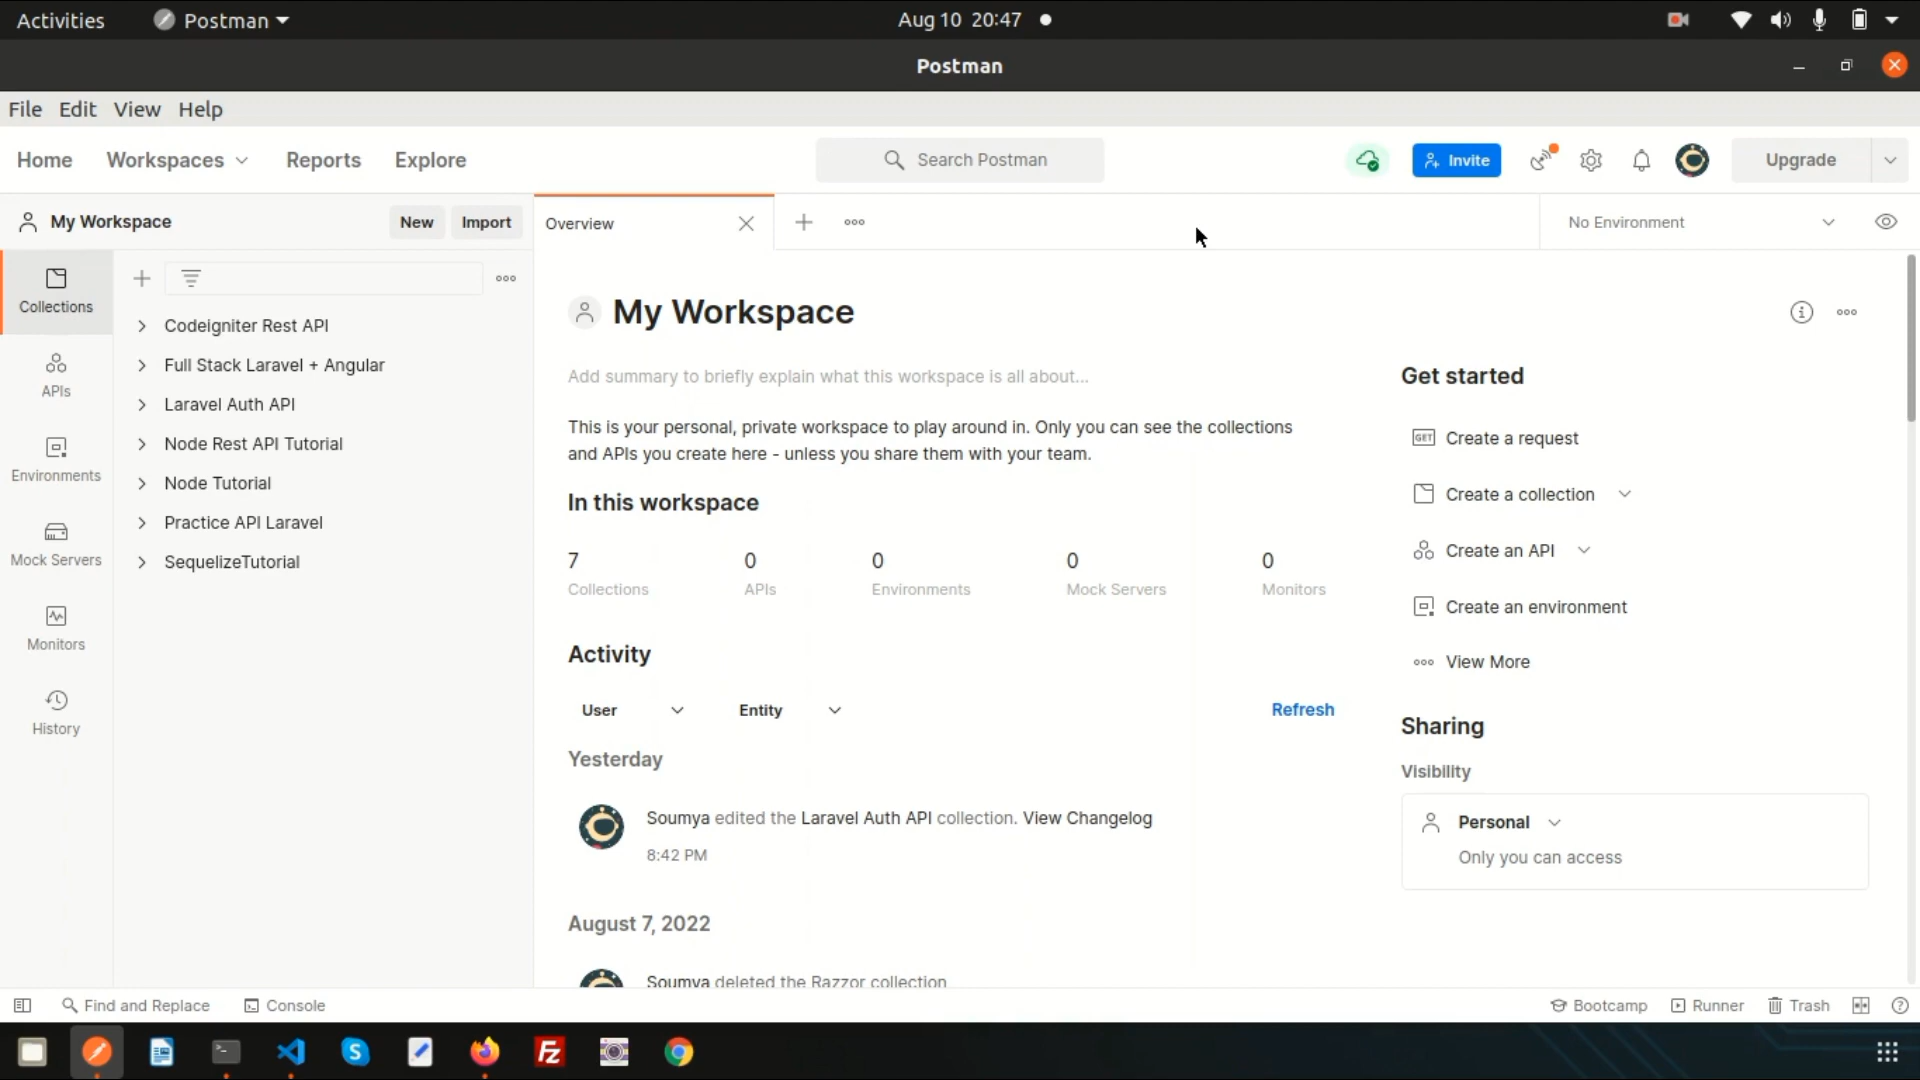 Activities
Postman
Aug 10 20:47
Postman
File Edit View Help
Home Workspaces Reports Explore
Search Postman
Invite
Upgrade
My Workspace
New Import
Overview
No Environment
Collections
APIs
Environments
Mock Servers
Monitors
History
Codeigniter Rest API
Full Stack Laravel + Angular
Laravel Auth API
Node Rest API Tutorial
Node Tutorial
Practice API Laravel
SequelizeTutorial
My Workspace
Add summary to briefly explain what this workspace is all about...
This is your personal, private workspace to play around in. Only you can see the collections
and APIs you create here - unless you share them with your team.
In this workspace
7 0 0 0 0
Collections APIs Environments Mock Servers Monitors
Activity
User Entity Refresh
Yesterday
Soumya edited the Laravel Auth API collection. View Changelog
8:42 PM
August 7, 2022
Soumya deleted the Razzor collection
Get started
GET Create a request
Create a collection
Create an API
Create an environment
View More
Sharing
Visibility
Personal
Only you can access
Find and Replace Console
Bootcamp Runner Trash
S
Fz